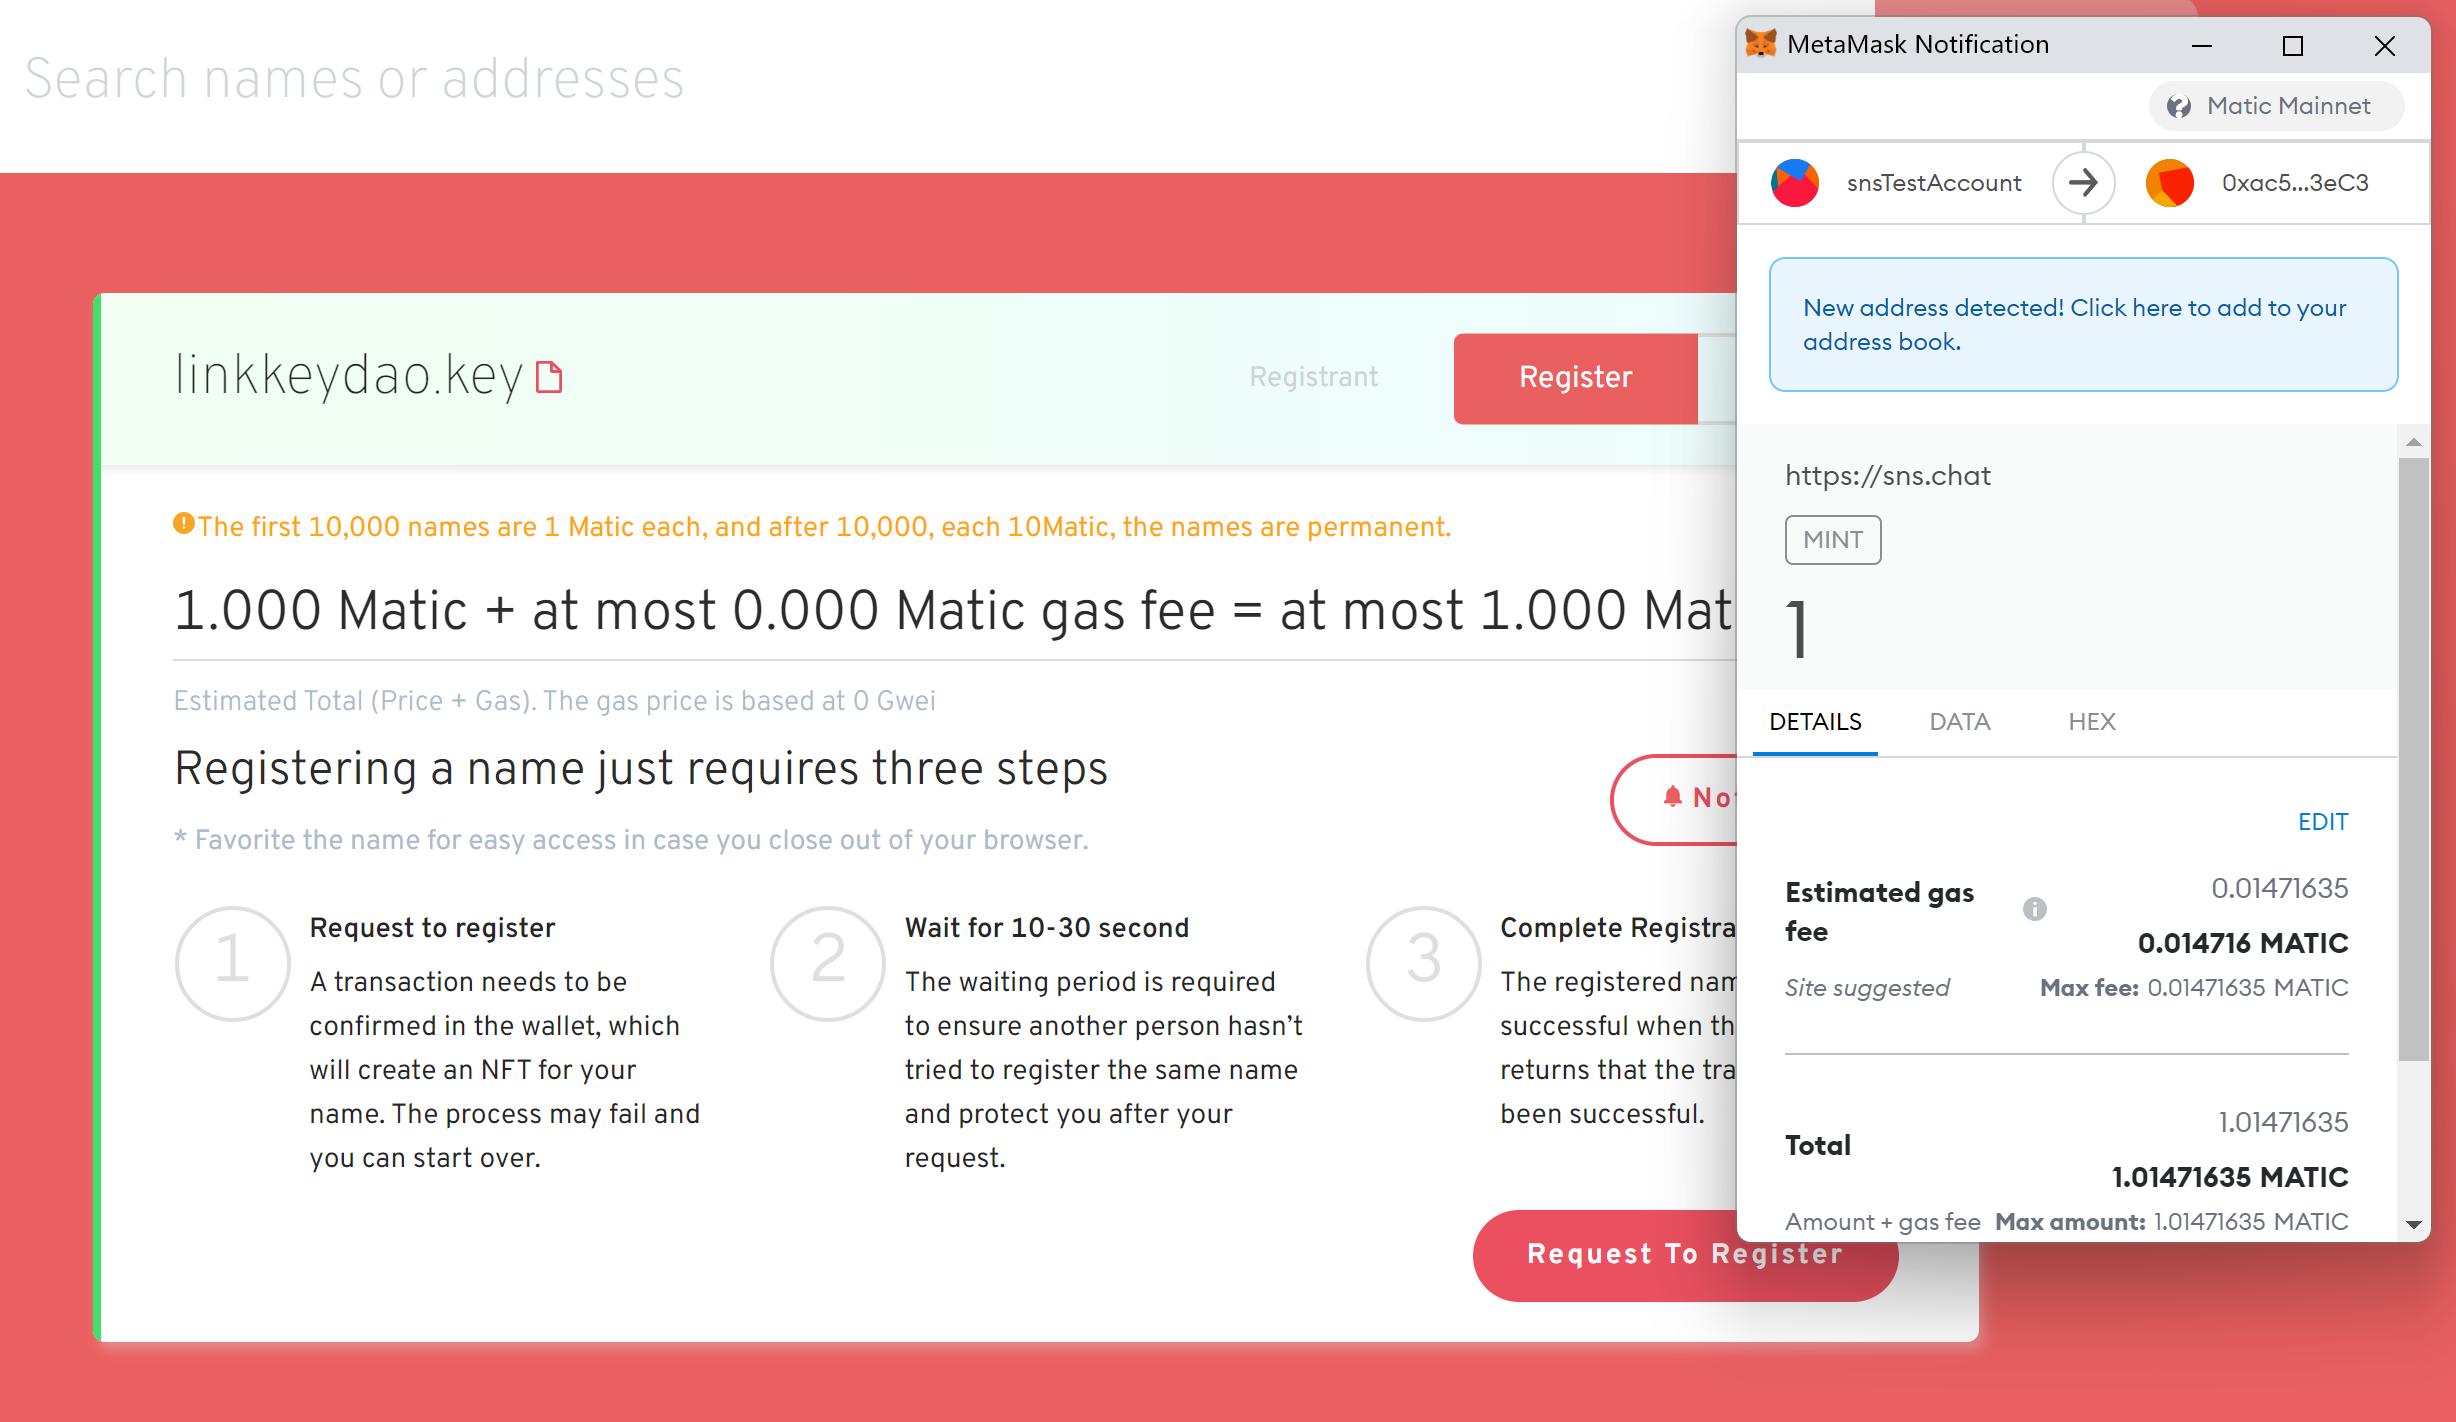 Search names or addresses
linkkeydao.key
Registrant
Register
The first 10,000 names are 1 Matic each, and after 10,000, each 10Matic, the names are permanent.
1.000 Matic + at most 0.000 Matic gas fee = at most 1.000 Mat
Estimated Total (Price + Gas). The gas price is based at 0 Gwei
Registering a name just requires three steps
* Favorite the name for easy access in case you close out of your browser.
No
1
Request to register
A transaction needs to be
confirmed in the wallet, which
will create an NFT for your
name. The process may fail and
you can start over.
2
Wait for 10-30 second
The waiting period is required
to ensure another person hasn't
tried to register the same name
and protect you after your
request.
3
Complete Registra
The registered nam
successful when th
returns that the tra
been successful.
Request To Register
MetaMask Notification
Matic Mainnet
snsTestAccount
0xac5...3eC3
New address detected! Click here to add to your
address book.
https://sns.chat
MINT
1
DETAILS
DATA
HEX
EDIT
Estimated gas
fee
0.01471635
0.014716 MATIC
Site suggested
Max fee: 0.01471635 MATIC
Total
1.01471635
1.01471635 MATIC
Amount + gas fee
Max amount: 1.01471635 MATIC